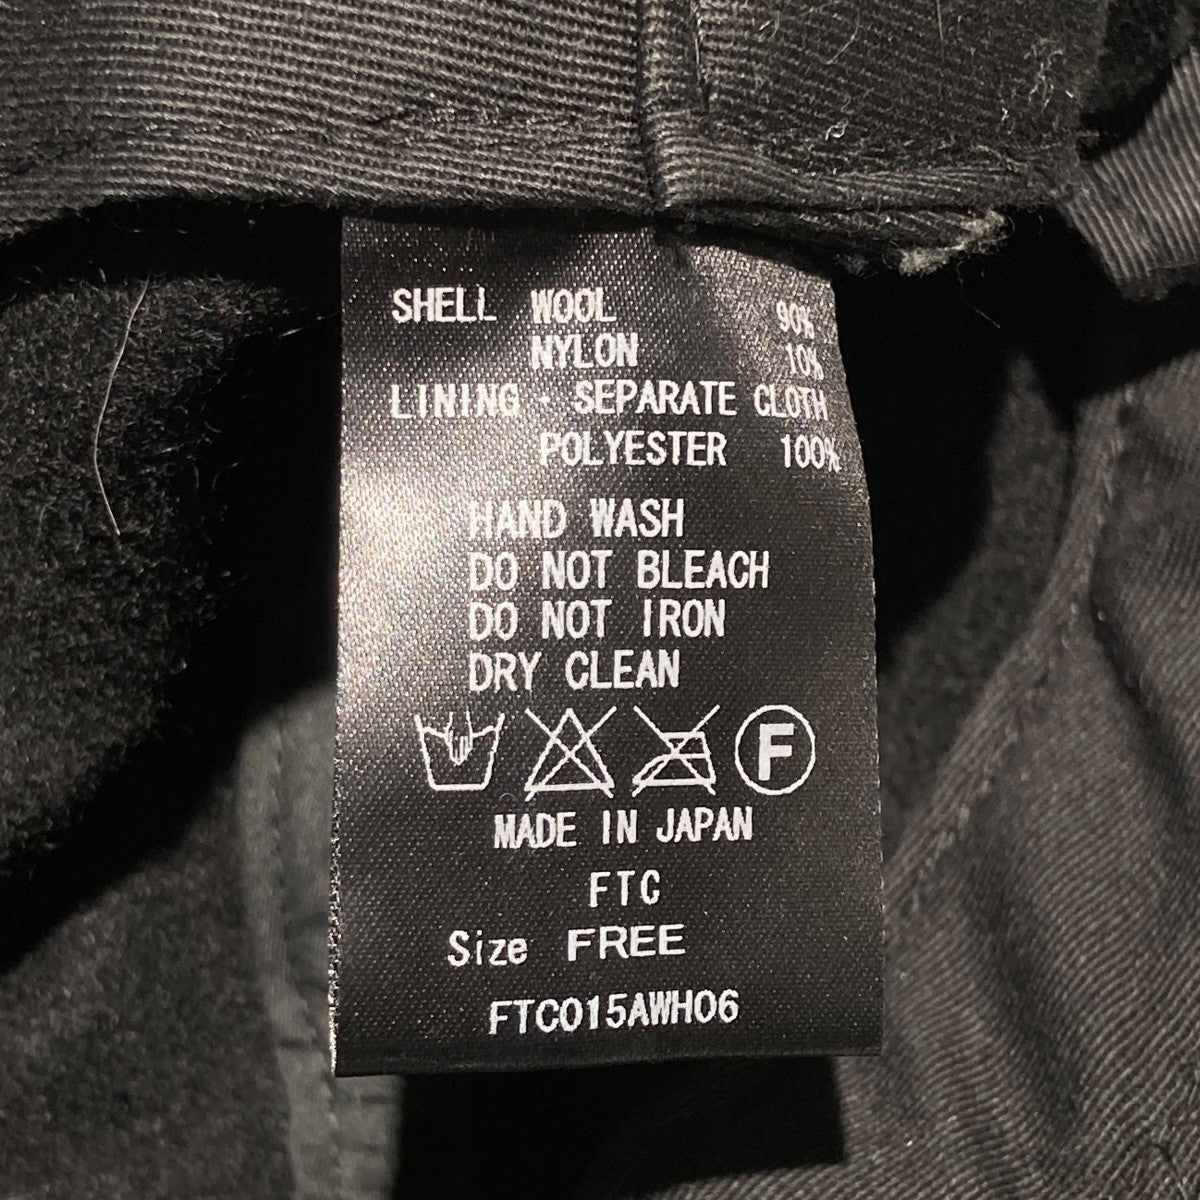 SHELL WOOL 90%
NYLON 10%
LINING · SEPARATE CLOTH
POLYESTER 100%
HAND WASH
DO NOT BLEACH
DO NOT IRON
DRY CLEAN
F
MADE IN JAPAN
FTC
Size FREE
FTC015AWH06